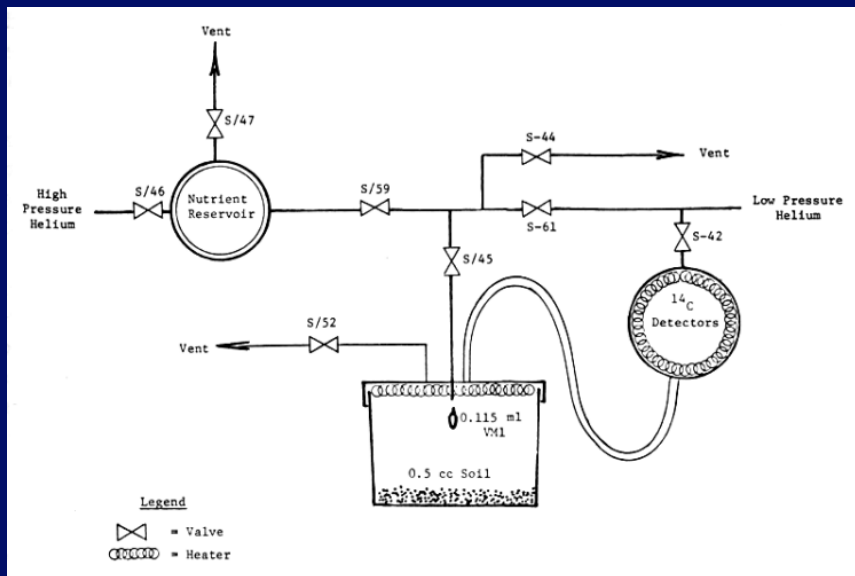 Vent
S/47
S-44
Vent
High
Pressure
Helium
S/46
Nutrient
Reservoir
S/59
S-61
Low Pressure
Helium
S/45
S-42
14C
Detectors
S/52
Vent
0.115 ml
VM1
0.5 cc Soil
Legend
= Valve
= Heater